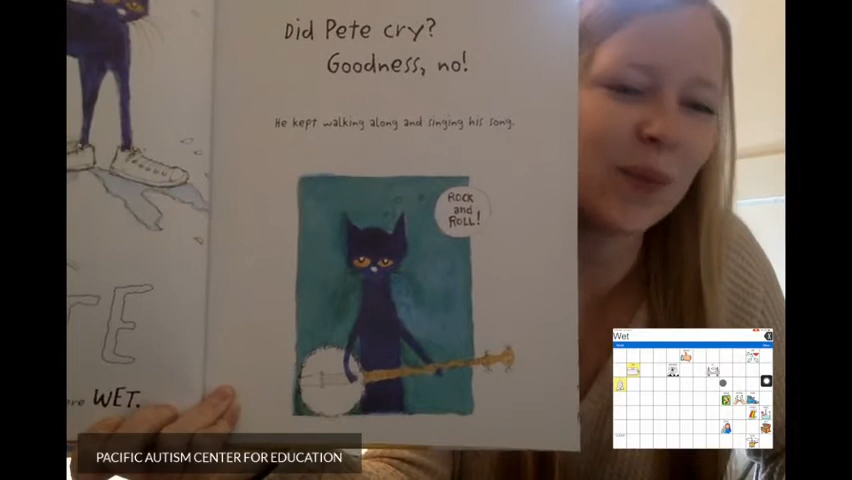 Did Pete cry?
Goodness, no!
He kept walking along and singing his song.
ROCK
and
ROLL!
TE
WET.
Wet
PACIFIC AUTISM CENTER FOR EDUCATION